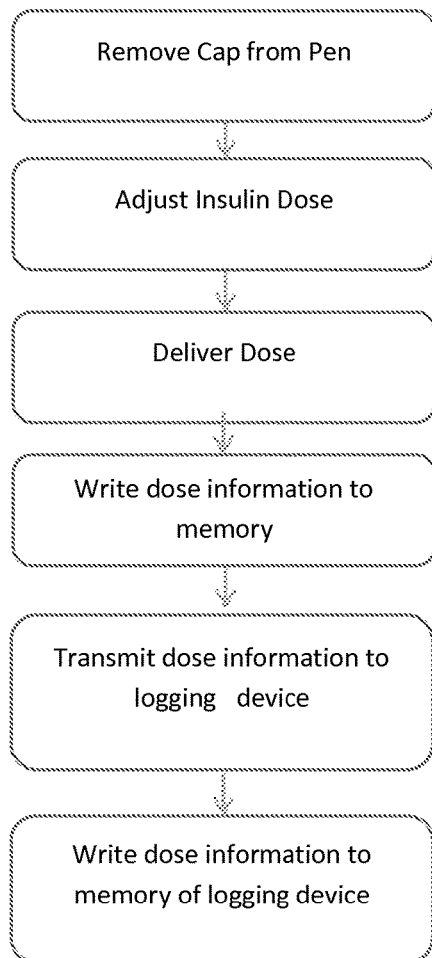 Remove Cap from Pen
Adjust Insulin Dose
Deliver Dose
Write dose information to
memory
Transmit dose information to
logging device
Write dose information to
memory of logging device